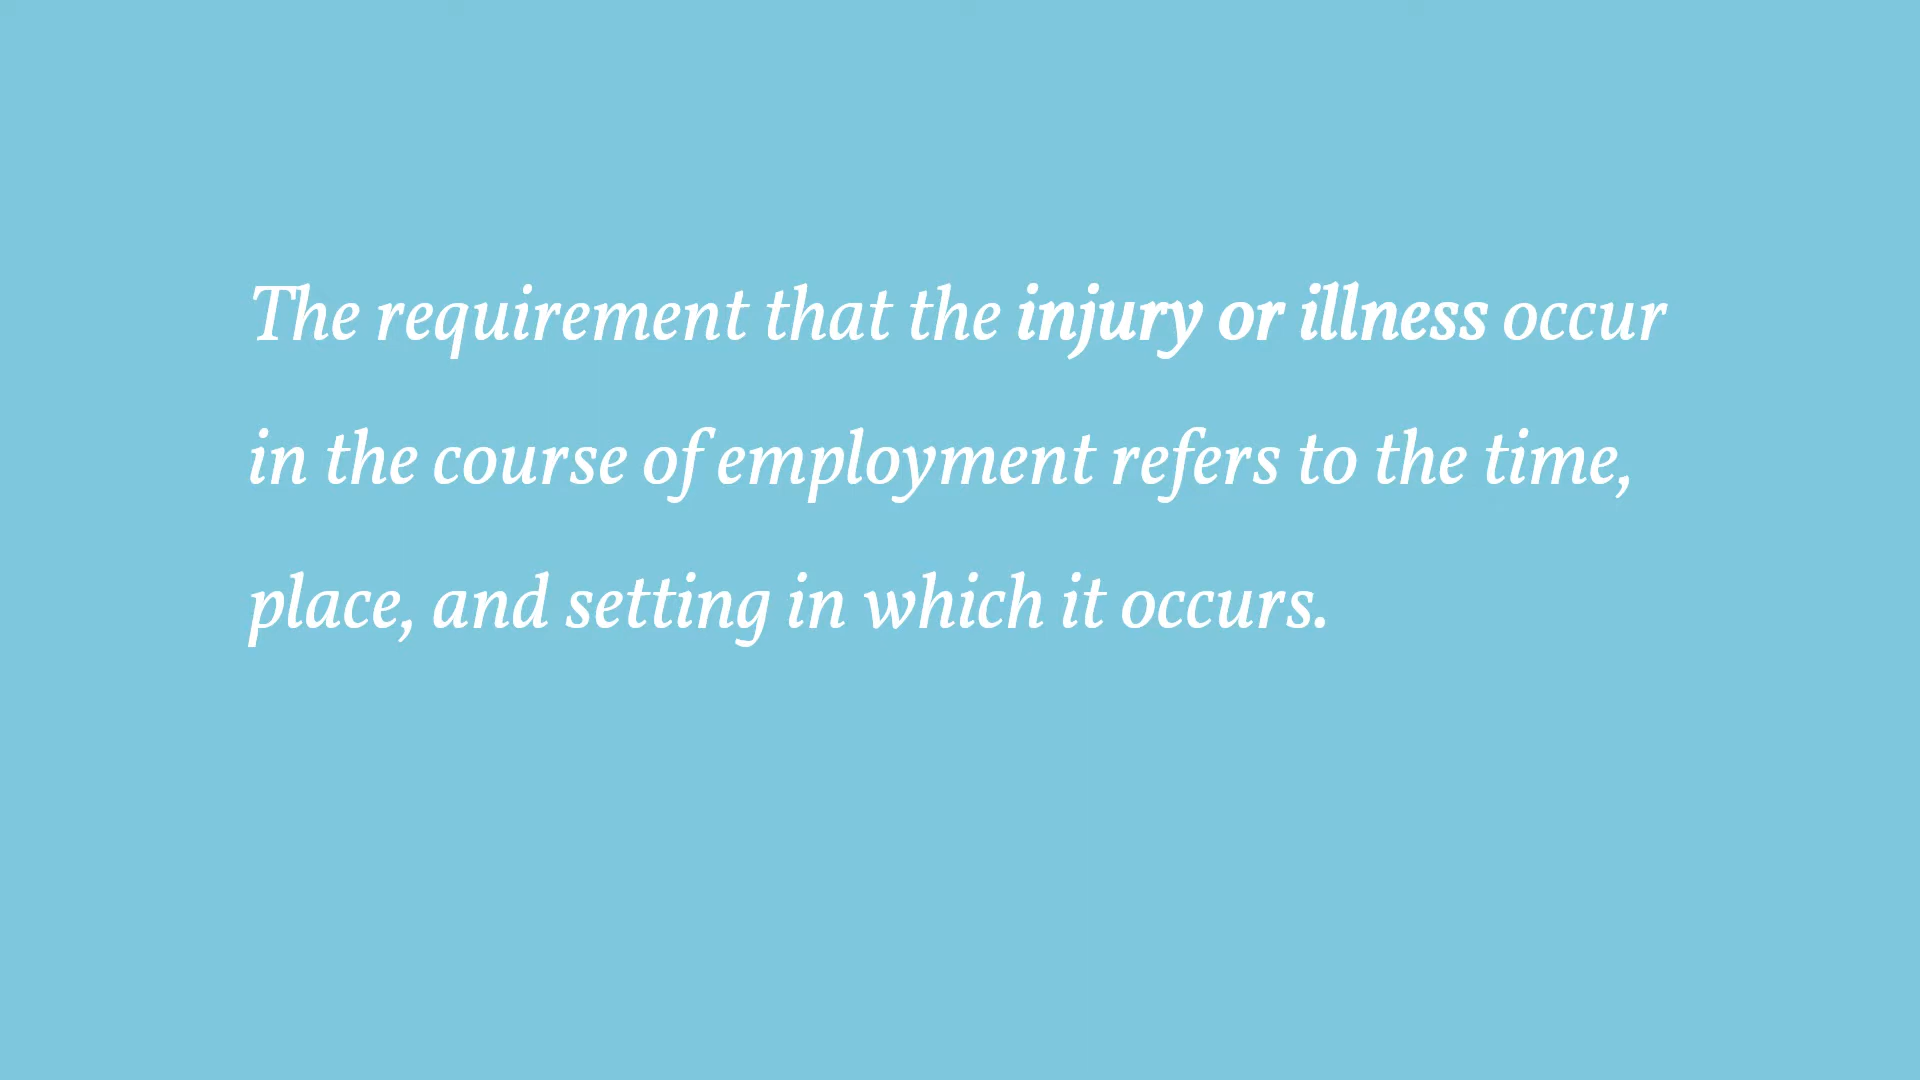 The requirement that the injury or illness occur
in the course of employment refers to the time,
place, and setting in which it occurs.